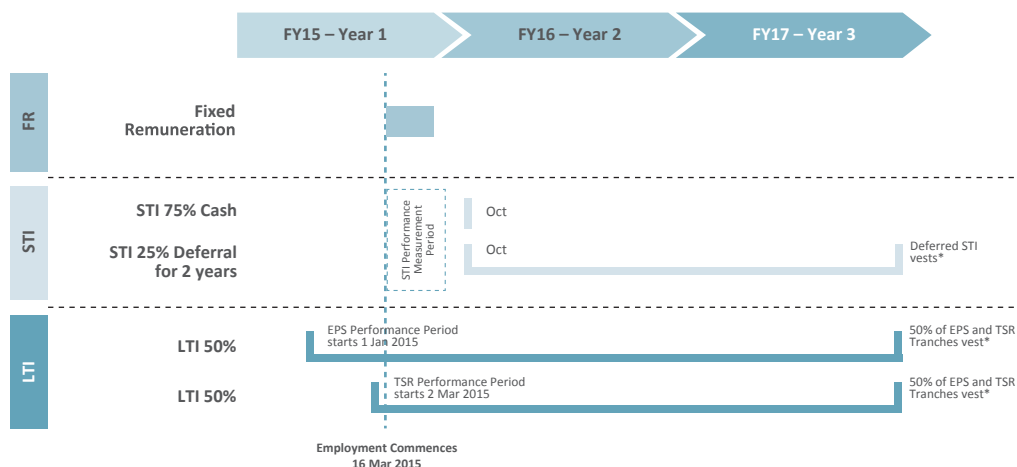 FY15 – Year 1
FY16 – Year 2
FY17 – Year 3
FR
Fixed
Remuneration
STI
STI 75% Cash
STI Performance
Measurement
Period
Oct
STI 25% Deferral
for 2 years
Oct
Deferred STI
vests*
LTI
LTI 50%
EPS Performance Period
starts 1 Jan 2015
50% of EPS and TSR
Tranches vest*
LTI 50%
TSR Performance Period
starts 2 Mar 2015
50% of EPS and TSR
Tranches vest*
Employment Commences
16 Mar 2015